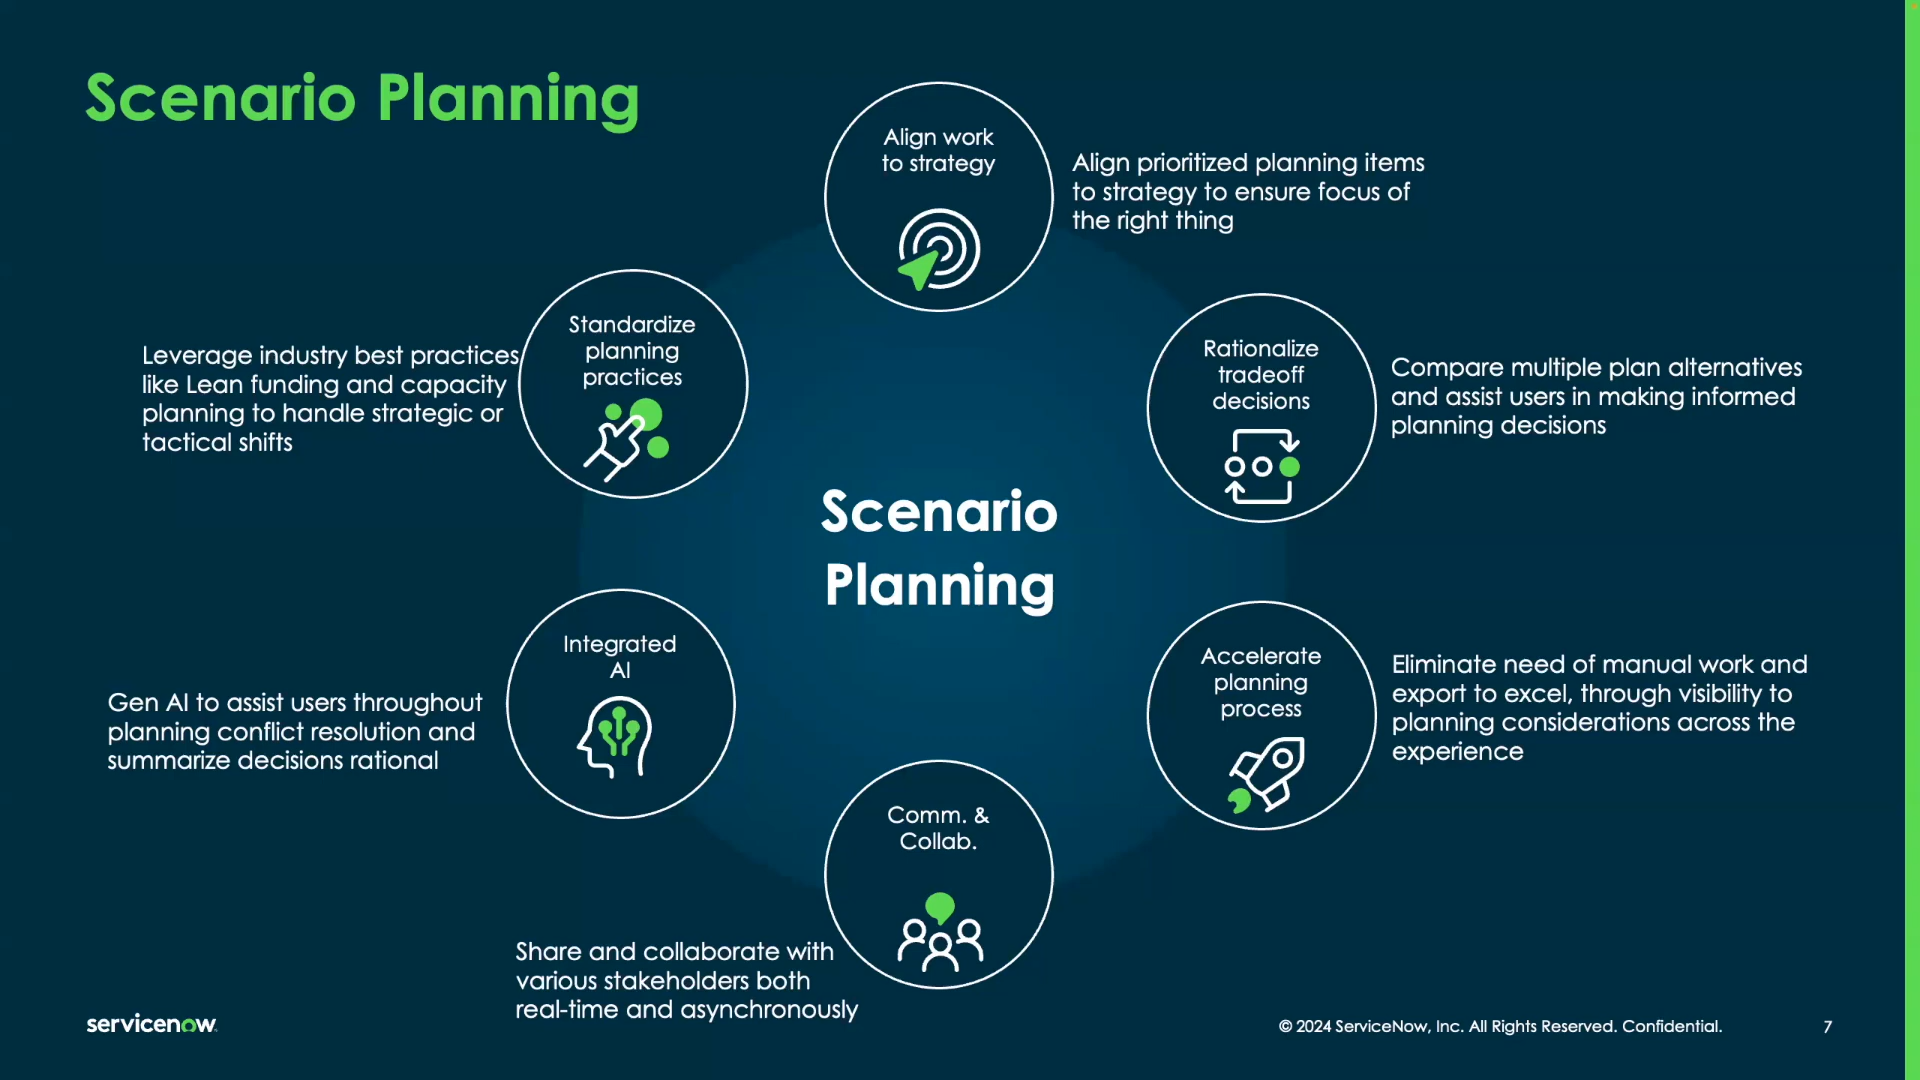 Scenario Planning
Align work
to strategy
Align prioritized planning items
to strategy to ensure focus of
the right thing
Standardize
planning
practices
Leverage industry best practices
like Lean funding and capacity
planning to handle strategic or
tactical shifts
Rationalize
tradeoff
decisions
Compare multiple plan alternatives
and assist users in making informed
planning decisions
Scenario
Planning
Integrated
AI
Gen AI to assist users throughout
planning conflict resolution and
summarize decisions rational
Accelerate
planning
process
Eliminate need of manual work and
export to excel, through visibility to
planning considerations across the
experience
Comm. &
Collab.
Share and collaborate with
various stakeholders both
real-time and asynchronously
servicenow
© 2024 ServiceNow, Inc. All Rights Reserved. Confidential.
7